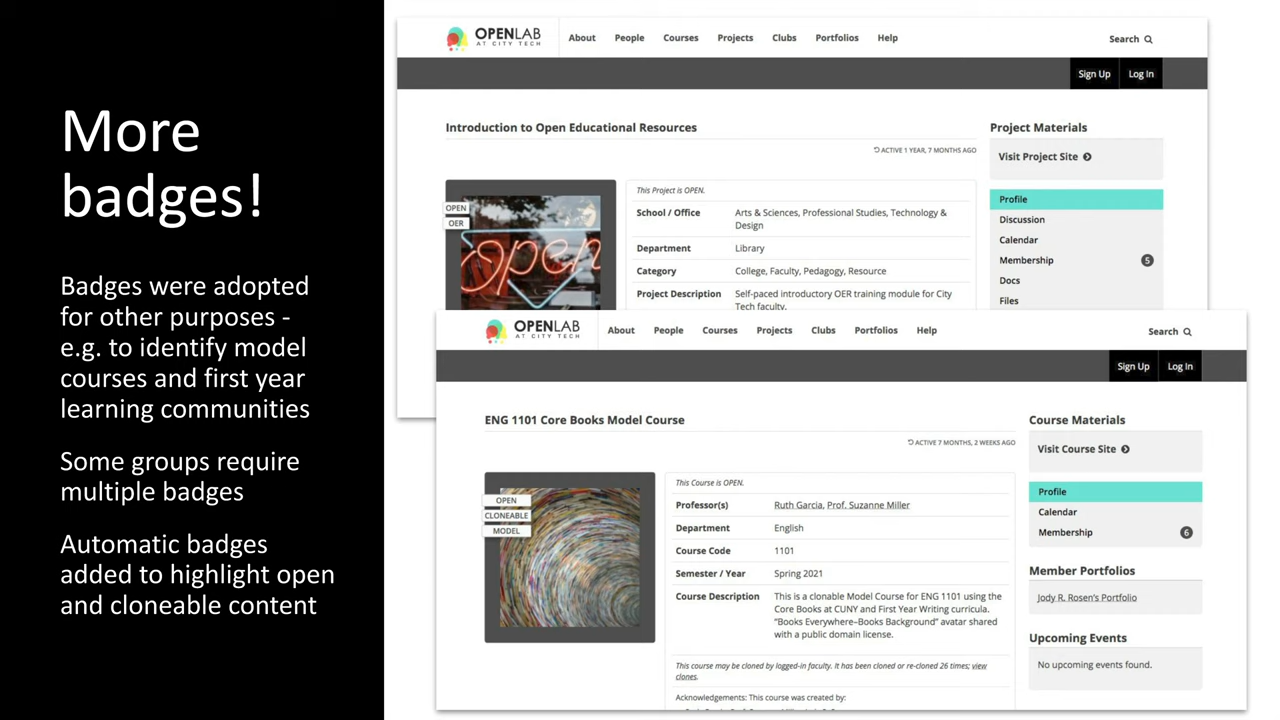 More
badges!
Badges were adopted
for other purposes -
e.g. to identify model
courses and first year
learning communities
Some groups require
multiple badges
Automatic badges
added to highlight open
and cloneable content
OPENLAB
AT CITY TECH
About People Courses Projects Clubs Portfolios Help
Search
Sign Up Log In
Introduction to Open Educational Resources
ACTIVE 1 YEAR, 7 MONTHS AGO
OPEN
OER
open
This Project is OPEN.
School / Office Arts & Sciences, Professional Studies, Technology &
Design
Department Library
Category College, Faculty, Pedagogy, Resource
Project Description Self-paced introductory OER training module for City
Tech faculty.
Project Materials
Visit Project Site
Profile
Discussion
Calendar
Membership 5
Docs
Files
OPENLAB
AT CITY TECH
About People Courses Projects Clubs Portfolios Help
Search
Sign Up Log In
ENG 1101 Core Books Model Course
ACTIVE 7 MONTHS, 2 WEEKS AGO
OPEN
CLONEABLE
MODEL
This Course is OPEN.
Professor(s) Ruth Garcia, Prof. Suzanne Miller
Department English
Course Code 1101
Semester / Year Spring 2021
Course Description This is a clonable Model Course for ENG 1101 using the
Core Books at CUNY and First Year Writing curricula.
“Books Everywhere–Books Background” avatar shared
with a public domain license.
This course may be cloned by logged-in faculty. It has been cloned or re-cloned 26 times; view
clones.
Acknowledgements: This course was created by:
Course Materials
Visit Course Site
Profile
Calendar
Membership 6
Member Portfolios
Jody R. Rosen's Portfolio
Upcoming Events
No upcoming events found.